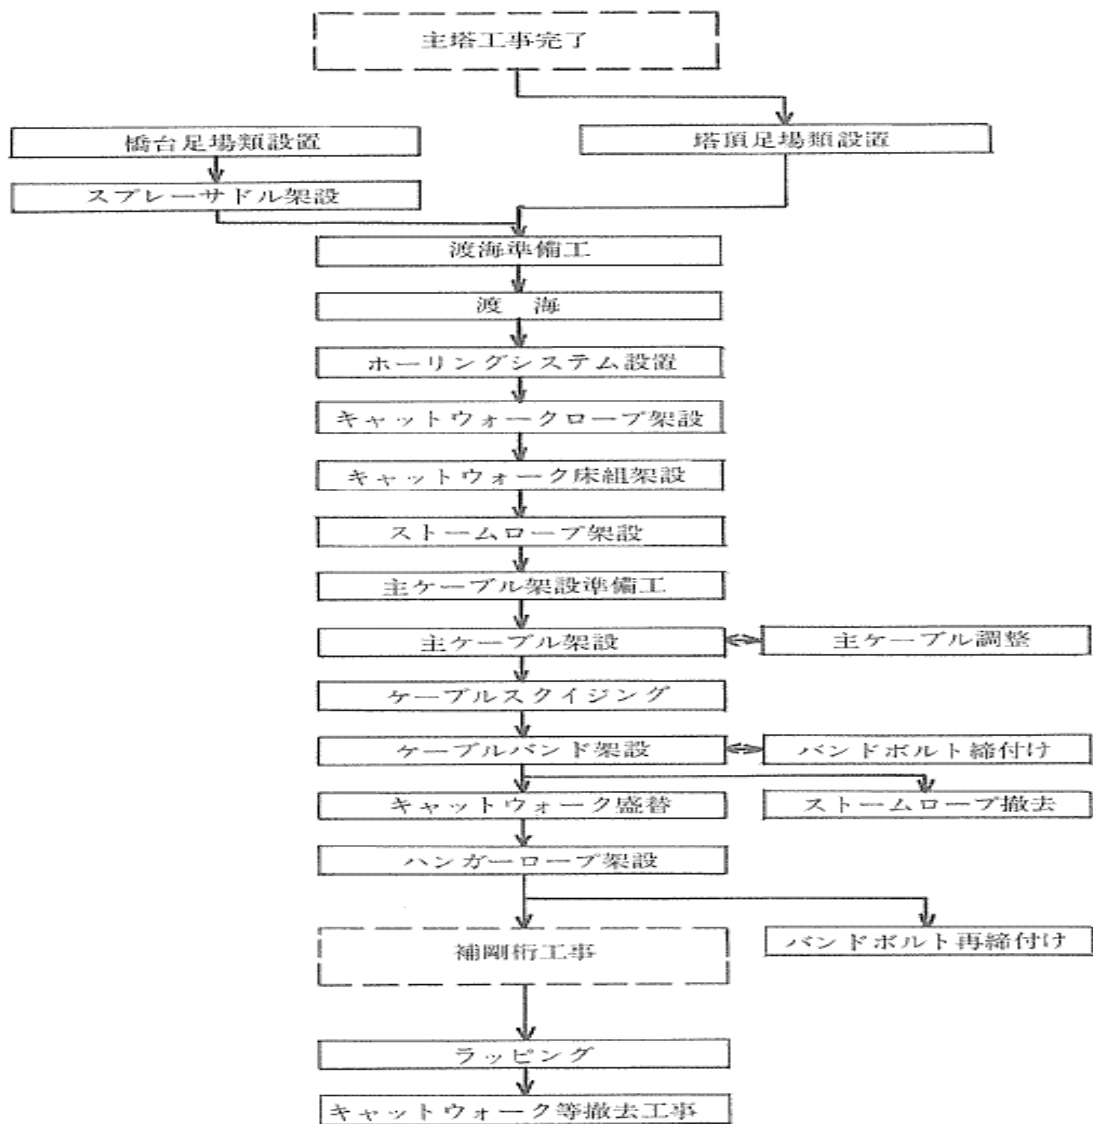 主塔工事完了
橋台足場類設置
塔頂足場類設置
スプレーサドル架設
渡海準備工
渡 海
ホーリングシステム設置
キャットウォークロープ架設
キャットウォーク床組架設
ストームロープ架設
主ケーブル架設準備工
主ケーブル架設
主ケーブル調整
ケーブルスクイジング
ケーブルバンド架設
バンドボルト締付け
キャットウォーク盛替
ストームロープ撤去
ハンガーロープ架設
バンドボルト再締付け
補剛桁工事
ラッピング
キャットウォーク等撤去工事